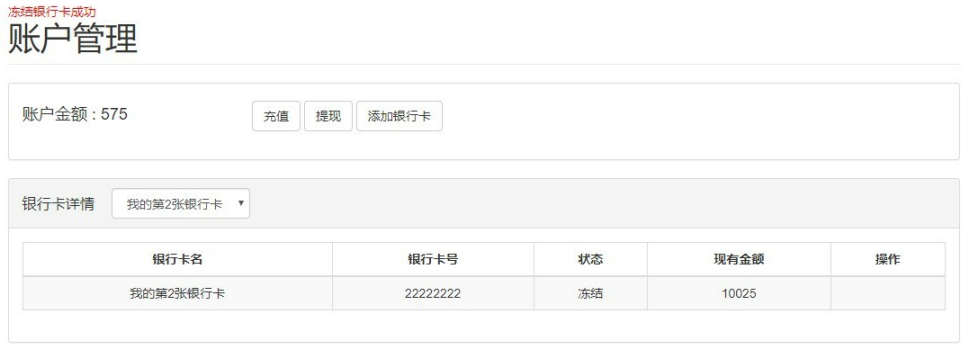 冻结银行卡成功
账户管理
账户金额 : 575 充值 提现 添加银行卡
银行卡详情 我的第2张银行卡
银行卡名 银行卡号 状态 现有金额 操作
我的第2张银行卡 22222222 冻结 10025